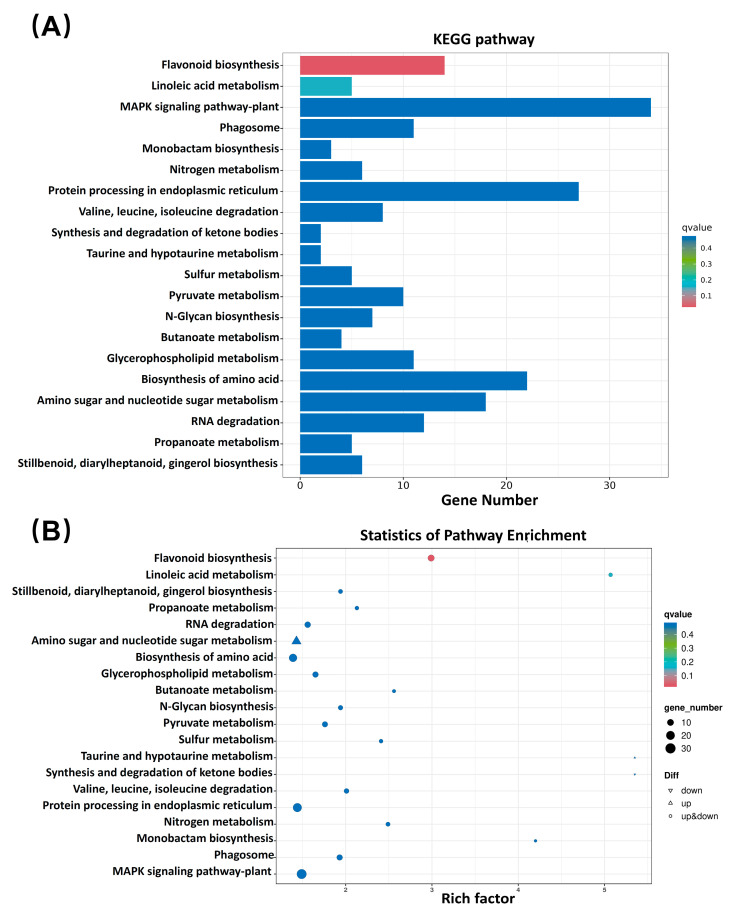 (A)
KEGG pathway
Flavonoid biosynthesis
Linoleic acid metabolism
MAPK signaling pathway-plant
Phagosome
Monobactam biosynthesis
Nitrogen metabolism
Protein processing in endoplasmic reticulum
Valine, leucine, isoleucine degradation
Synthesis and degradation of ketone bodies
Taurine and hypotaurine metabolism
Sulfur metabolism
Pyruvate metabolism
N-Glycan biosynthesis
Butanoate metabolism
Glycerophospholipid metabolism
Biosynthesis of amino acid
Amino sugar and nucleotide sugar metabolism
RNA degradation
Propanoate metabolism
Stillbenoid, diarylheptanoid, gingerol biosynthesis
0 10 20 30
Gene Number
qvalue
0.4
0.3
0.2
0.1
(B)
Statistics of Pathway Enrichment
Flavonoid biosynthesis
Linoleic acid metabolism
Stillbenoid, diarylheptanoid, gingerol biosynthesis
Propanoate metabolism
RNA degradation
Amino sugar and nucleotide sugar metabolism
Biosynthesis of amino acid
Glycerophospholipid metabolism
Butanoate metabolism
N-Glycan biosynthesis
Pyruvate metabolism
Sulfur metabolism
Taurine and hypotaurine metabolism
Synthesis and degradation of ketone bodies
Valine, leucine, isoleucine degradation
Protein processing in endoplasmic reticulum
Nitrogen metabolism
Monobactam biosynthesis
Phagosome
MAPK signaling pathway-plant
2 3 4 5
Rich factor
qvalue
0.4
0.3
0.2
0.1
gene_number
10
20
30
Diff
down
up
up&down